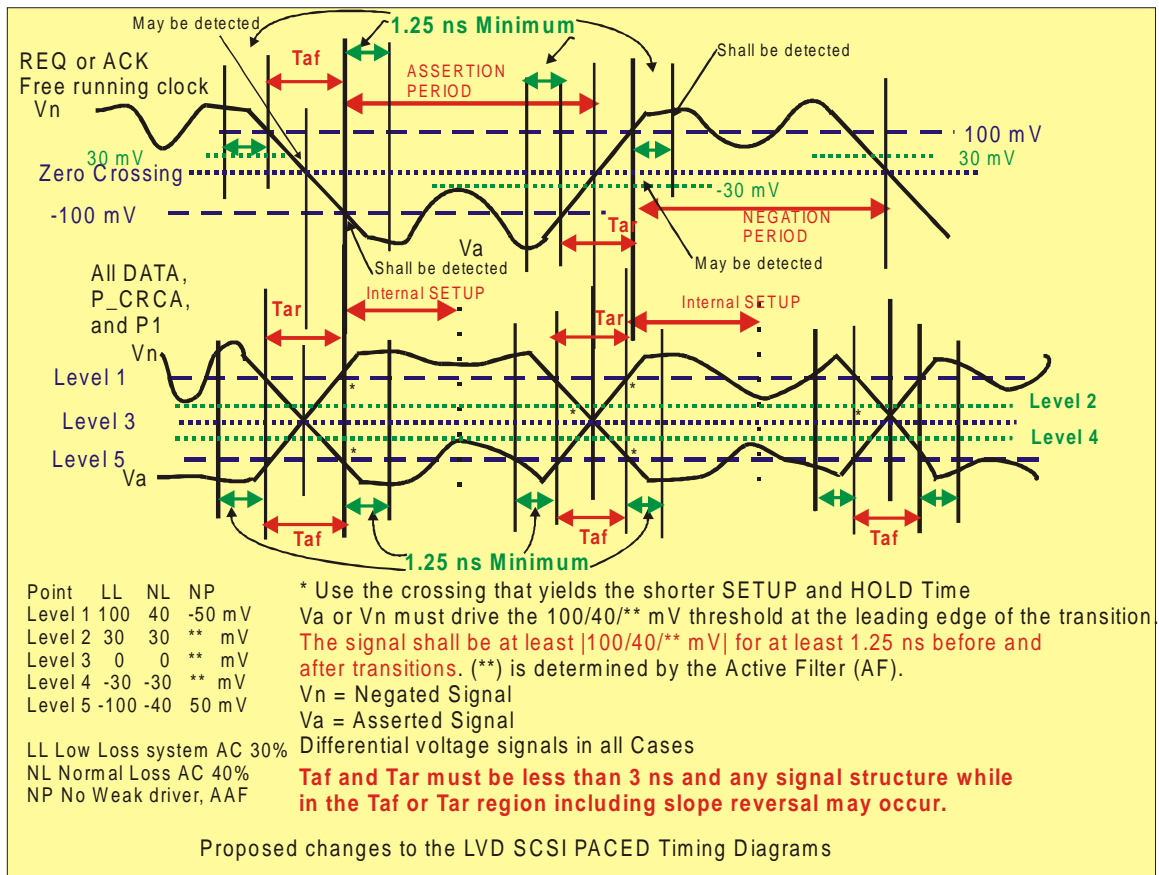 May be detected
1.25 ns Minimum
Shall be detected
REQ or ACK
Free running clock
Taf
ASSERTION
PERIOD
Vn
100 mV
30 mV
30 mV
Zero Crossing
-30 mV
-100 mV
NEGATION
PERIOD
Tar
Va
Shall be detected
May be detected
All DATA,
P_CRCA,
and P1
Internal SETUP
Internal SETUP
Tar
Tar
Vn
Level 1
*
*
Level 2
*
*
Level 3
Level 4
*
*
Level 5
Va
Taf
Taf
Taf
1.25 ns Minimum
Point LL NL NP
Level 1 100 40 -50 mV
Level 2 30 30 ** mV
Level 3 0 0 ** mV
Level 4 -30 -30 ** mV
Level 5 -100 -40 50 mV
LL Low Loss system AC 30%
NL Normal Loss AC 40%
NP No Weak driver, AAF
* Use the crossing that yields the shorter SETUP and HOLD Time
Va or Vn must drive the 100/40/** mV threshold at the leading edge of the transition.
The signal shall be at least |100/40/** mV| for at least 1.25 ns before and
after transitions. (**) is determined by the Active Filter (AF).
Vn = Negated Signal
Va = Asserted Signal
Differential voltage signals in all Cases
Taf and Tar must be less than 3 ns and any signal structure while
in the Taf or Tar region including slope reversal may occur.
Proposed changes to the LVD SCSI PACED Timing Diagrams